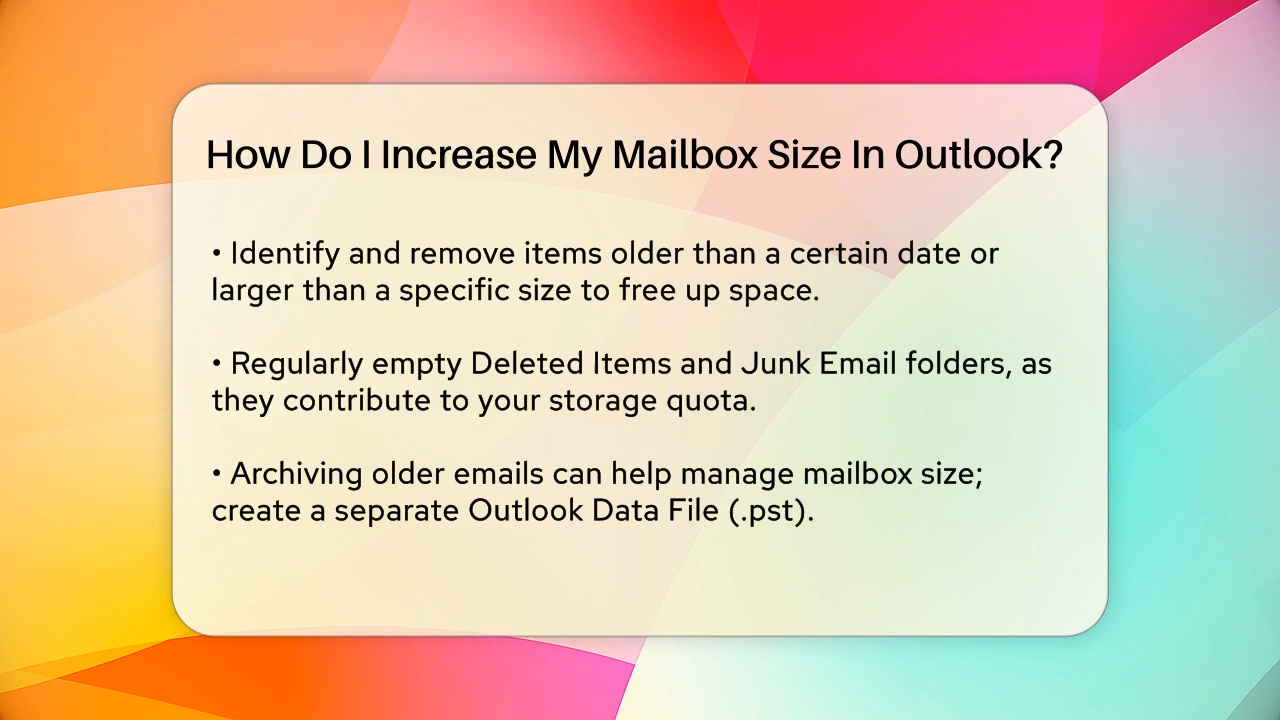 How Do I Increase My Mailbox Size In Outlook?
• Identify and remove items older than a certain date or
larger than a specific size to free up space.
• Regularly empty Deleted Items and Junk Email folders, as
they contribute to your storage quota.
• Archiving older emails can help manage mailbox size;
create a separate Outlook Data File (.pst).